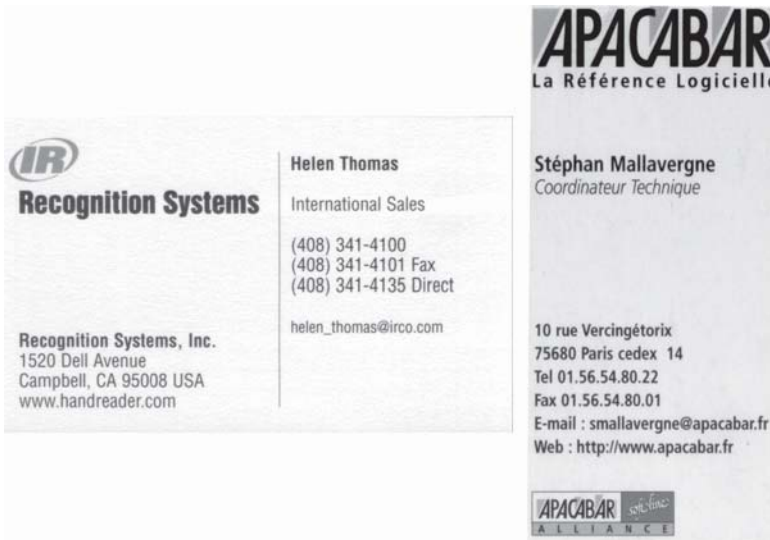 IR
Recognition Systems
Recognition Systems, Inc.
1520 Dell Avenue
Campbell, CA 95008 USA
www.handreader.com
Helen Thomas
International Sales
(408) 341-4100
(408) 341-4101 Fax
(408) 341-4135 Direct
helen_thomas@irco.com
APACABAR
La Référence Logicielle
Stéphan Mallavergne
Coordinateur Technique
10 rue Vercingétorix
75680 Paris cedex 14
Tel 01.56.54.80.22
Fax 01.56.54.80.01
E-mail : smallavergne@apacabar.fr
Web : http://www.apacabar.fr
APACABAR softline
ALLIANCE